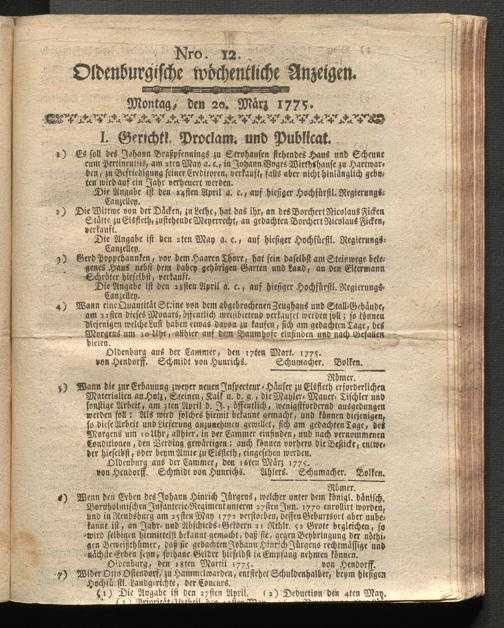 Nro. 12.
Oldenburgische wöchentliche Anzeigen.
Montag, den 20. März 1775.
I. Gerichtl. Proclam. und Publicat.
1) Es soll des Johann Braßpfennings zu Strohausen stehendes Haus und Scheune
cum Pertinentiis, am 2ten May a. c., in Johann Voges Wirthshause zu Hartwar-
den, zu Befriedigung seiner Creditoren, verkauft, falls aber nicht hinlänglich gebo-
ten wird auf ein Jahr verheuert werden.
Die Angabe ist den 24sten April a. c., auf hiesiger Hochfürstl. Regierungs-
Canzelley.
2) Die Wittwe von der Däcken, zu Lethe, hat das ihr, an des Borchert Nicolaus Ficken
Stätte zu Elsfleth, zustehende Meyerrecht, an gedachten Borchert Nicolaus Ficken,
verkauft.
Die Angabe ist den 2ten May a. c., auf hiesiger Hochfürstl. Regierungs-
Canzelley.
3) Gerd Poppehannken, vor dem Haaren Thore, hat sein daselbst am Steinwege bele-
genes Haus nebst dem dabey gehörigen Garten und Land, an den Eltermann
Schröder hieselbst, verkauft.
Die Angabe ist den 28sten April a. c., auf hiesiger Hochfürstl. Regierungs-
Canzelley.
4) Wann eine Quantität Steine von dem abgebrochenen Zeughaus und Stall-Gebäude,
am 22sten dieses Monats, öffentlich meistbietend verkauft werden soll; so können
diejenigen welche Lust haben etwas davon zu kaufen, sich am gedachten Tage, des
Morgens um 10 Uhr, allhier auf dem Bauhofe einfinden und nach Gefallen
bieten.
Oldenburg aus der Cammer, den 17ten Mart. 1775.
von Hendorff. Schmidt von Hunrichs. Schumacher. Bolken.
Römer.
5) Wann die zur Erbauung zweyer neuen Inspecteur-Häuser zu Elsfleth erforderlichen
Materialien an Holz, Steinen, Kalk u. d. g., die Mahler- Mauer- Tischler und
sonstige Arbeit, am 3ten April d. J., öffentlich, wenigstfordernd ausgedungen
werden soll: Als wird solches hiemit bekannt gemacht, und können diejenigen,
so diese Arbeit und Lieferung anzunehmen gewillet, sich am gedachten Tage, des
Morgens um 10 Uhr, allhier, in der Cammer einfinden, und nach vernommenen
Conditionen, den Verding gewärtigen; auch können vorhero die Bestücke, entwe-
der hieselbst, oder beym Amte zu Elsfleth, eingesehen werden.
Oldenburg aus der Cammer, den 16ten März 1775.
von Hendorff. Schmidt von Hunrichs. Ahlers. Schumacher. Bolken.
Römer.
6) Wenn den Erben des Johann Hinrich Jürgens, welcher unter dem königl. dänisch.
Bornholmischen Infanterie Regiment unterm 27sten Jun. 1770 enrollirt worden,
und in Rendsburg am 25sten May 1772 verstorben, dessen Geburtsort aber unbe-
kannt ist, an Jahr- und Abschieds-Geldern 21 Rthlr. 52 Grote begleichen, so
wird selbigen hiemittelst bekannt gemacht, daß sie, gegen Beybringung der nöthi-
gen Beweisthümer, daß sie gedachten Johann Hinrich Jürgens rechtmässige und
nächste Erben seyn, sothane Gelder hieselbst in Empfang nehmen können.
Oldenburg, den 18ten Martii 1775. von Hendorff.
7) Wider Otto Ostendorf, zu Hammelwarden, entstehet Schuldenhalber, beym hiesigen
Hochfürstl. Landgerichte, der Concurs.
(1) Die Angabe ist den 27sten April. (2) Deduction den 4ten May.